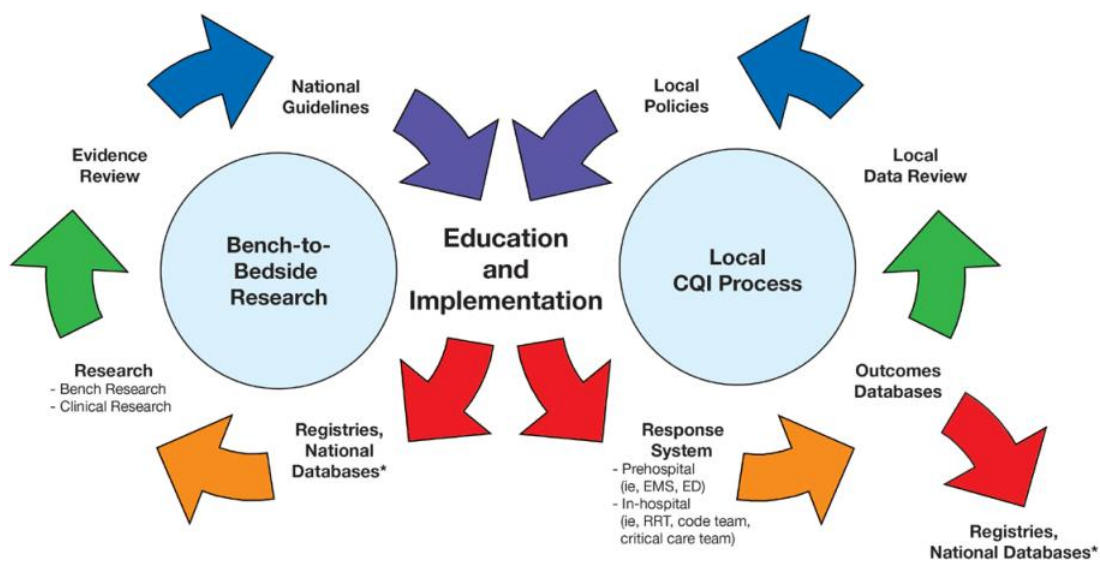 National
Guidelines
Local
Policies
Evidence
Review
Local
Data Review
Bench-to-
Bedside
Research
Education
and
Implementation
Local
CQI Process
Research
- Bench Research
- Clinical Research
Registries,
National
Databases*
Response
System
- Prehospital
(ie, EMS, ED)
- In-hospital
(ie, RRT, code team,
critical care team)
Outcomes
Databases
Registries,
National Databases*